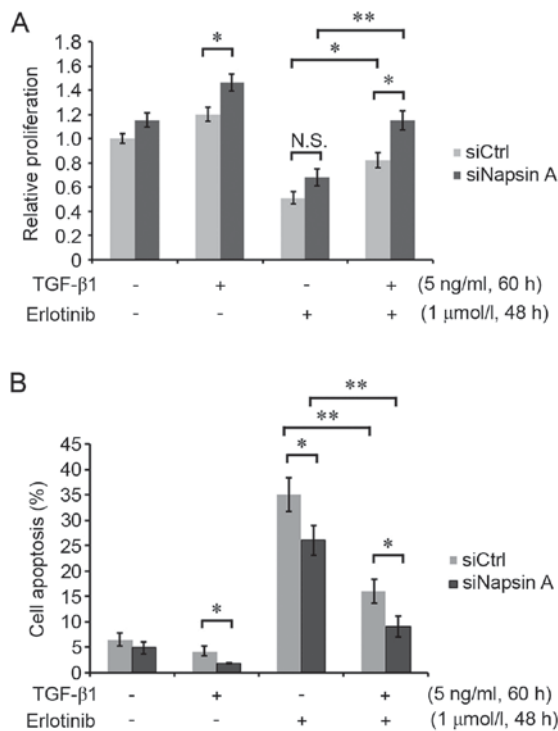 A
Relative proliferation
1.8
1.6
1.4
1.2
1.0
0.8
0.6
0.4
0.2
0
*
N.S.
*
**
*
siCtrl
siNapsin A
TGF-β1 - + - + (5 ng/ml, 60 h)
Erlotinib - - + + (1 μmol/l, 48 h)
B
Cell apoptosis (%)
45
40
35
30
25
20
15
10
5
0
*
*
**
**
*
siCtrl
siNapsin A
TGF-β1 - + - + (5 ng/ml, 60 h)
Erlotinib - - + + (1 μmol/l, 48 h)